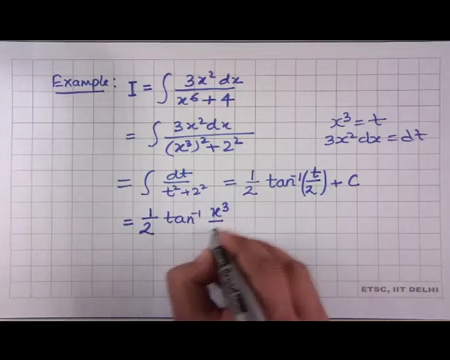 Example: I = ∫ 3x² dx / x⁶ + 4
= ∫ 3x² dx / (x³)² + 2²
x³ = t
3x² dx = dt
= ∫ dt / t² + 2² = 1/2 tan⁻¹(t/2) + C
= 1/2 tan⁻¹ x³
ETSC, IIT DELHI